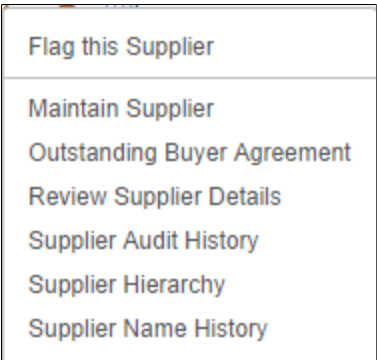 Flag this Supplier
Maintain Supplier
Outstanding Buyer Agreement
Review Supplier Details
Supplier Audit History
Supplier Hierarchy
Supplier Name History